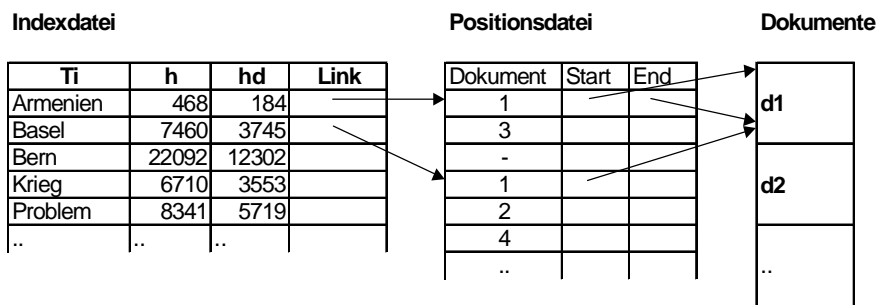 Indexdatei Positionsdatei Dokumente
Ti h hd Link Dokument Start End
Armenien 468 184 1 d1
Basel 7460 3745 3
Bern 22092 12302 -
Krieg 6710 3553 1 d2
Problem 8341 5719 2
.. .. .. 4
.. ..